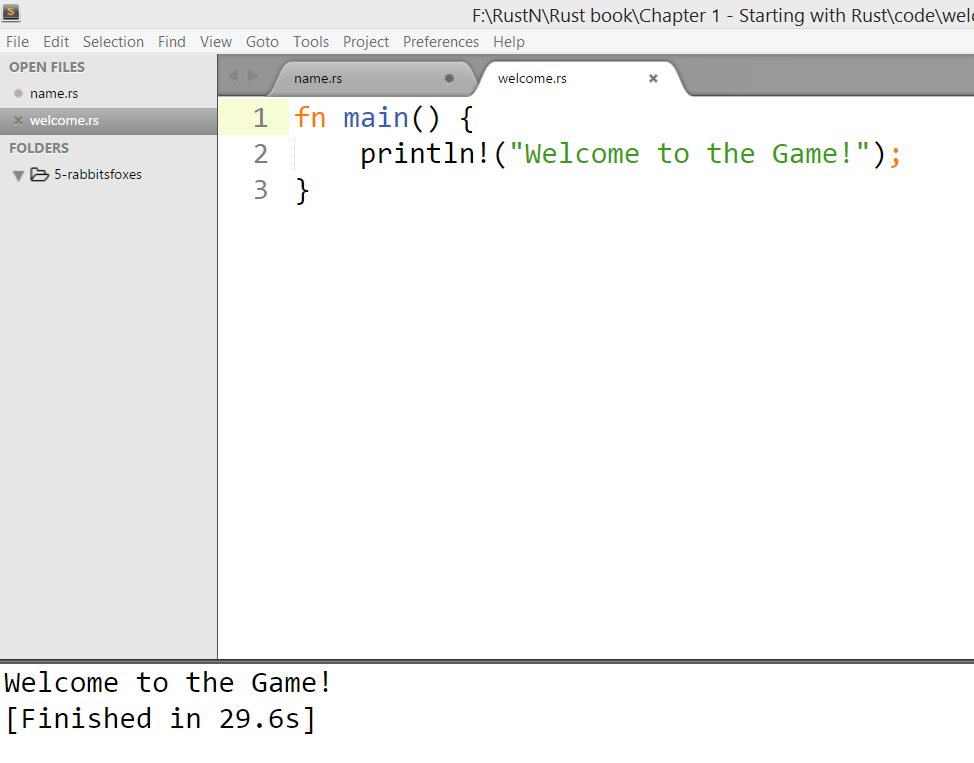 F:\RustN\Rust book\Chapter 1 - Starting with Rust\code\welc
File Edit Selection Find View Goto Tools Project Preferences Help
OPEN FILES
name.rs
welcome.rs
FOLDERS
5-rabbitsfoxes
name.rs welcome.rs
1 fn main() {
2     println!("Welcome to the Game!");
3 }
Welcome to the Game!
[Finished in 29.6s]